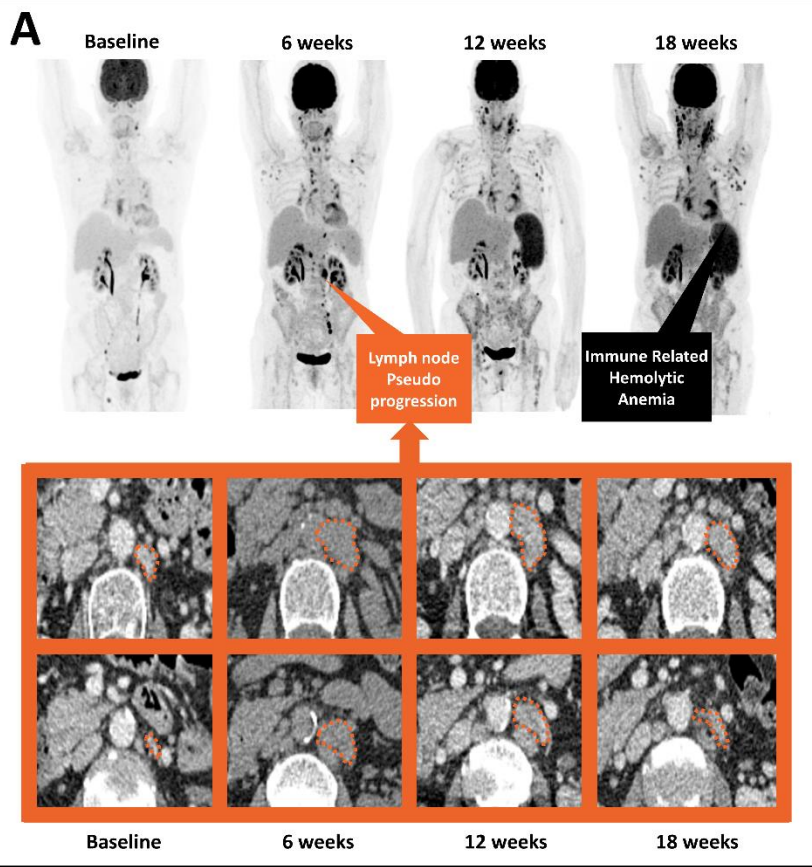 A
Baseline
6 weeks
12 weeks
18 weeks
Lymph node
Pseudo
progression
Immune Related
Hemolytic
Anemia
Baseline
6 weeks
12 weeks
18 weeks